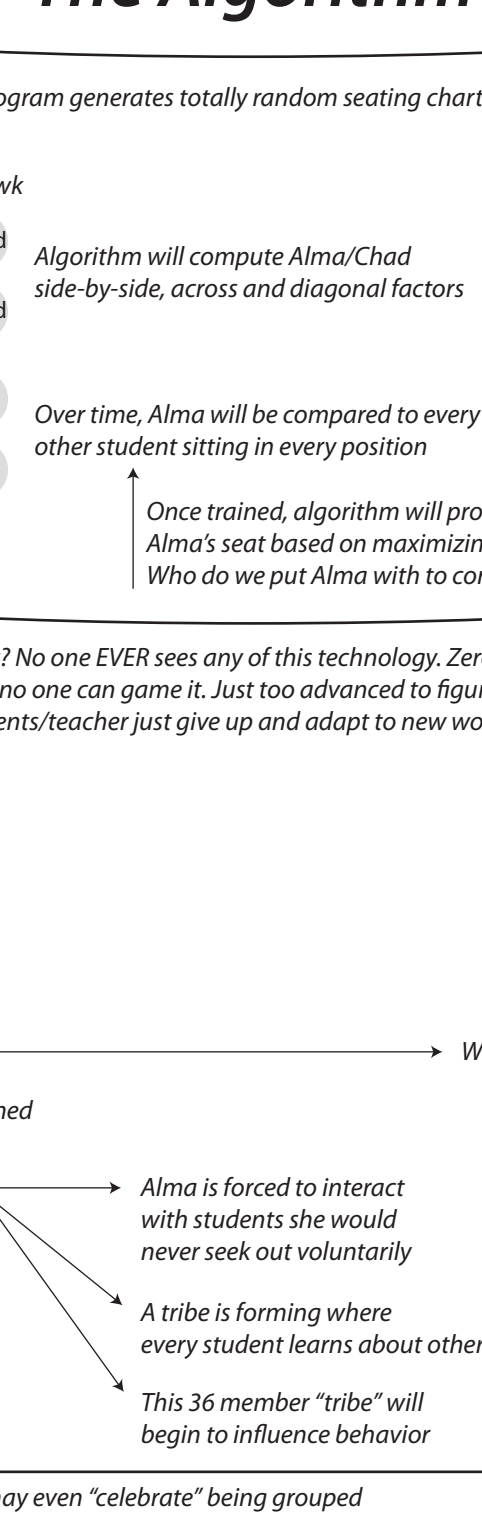 The Algorithm
ogram generates totally random seating chart
wk
d
Algorithm will compute Alma/Chad
side-by-side, across and diagonal factors
d
Over time, Alma will be compared to every
other student sitting in every position
Once trained, algorithm will pro
Alma's seat based on maximizin
Who do we put Alma with to cor
? No one EVER sees any of this technology. Zer
no one can game it. Just too advanced to figu
ents/teacher just give up and adapt to new wo
W
ned
Alma is forced to interact
with students she would
never seek out voluntarily
A tribe is forming where
every student learns about other
This 36 member “tribe” will
begin to influence behavior
may even “celebrate” being grouped